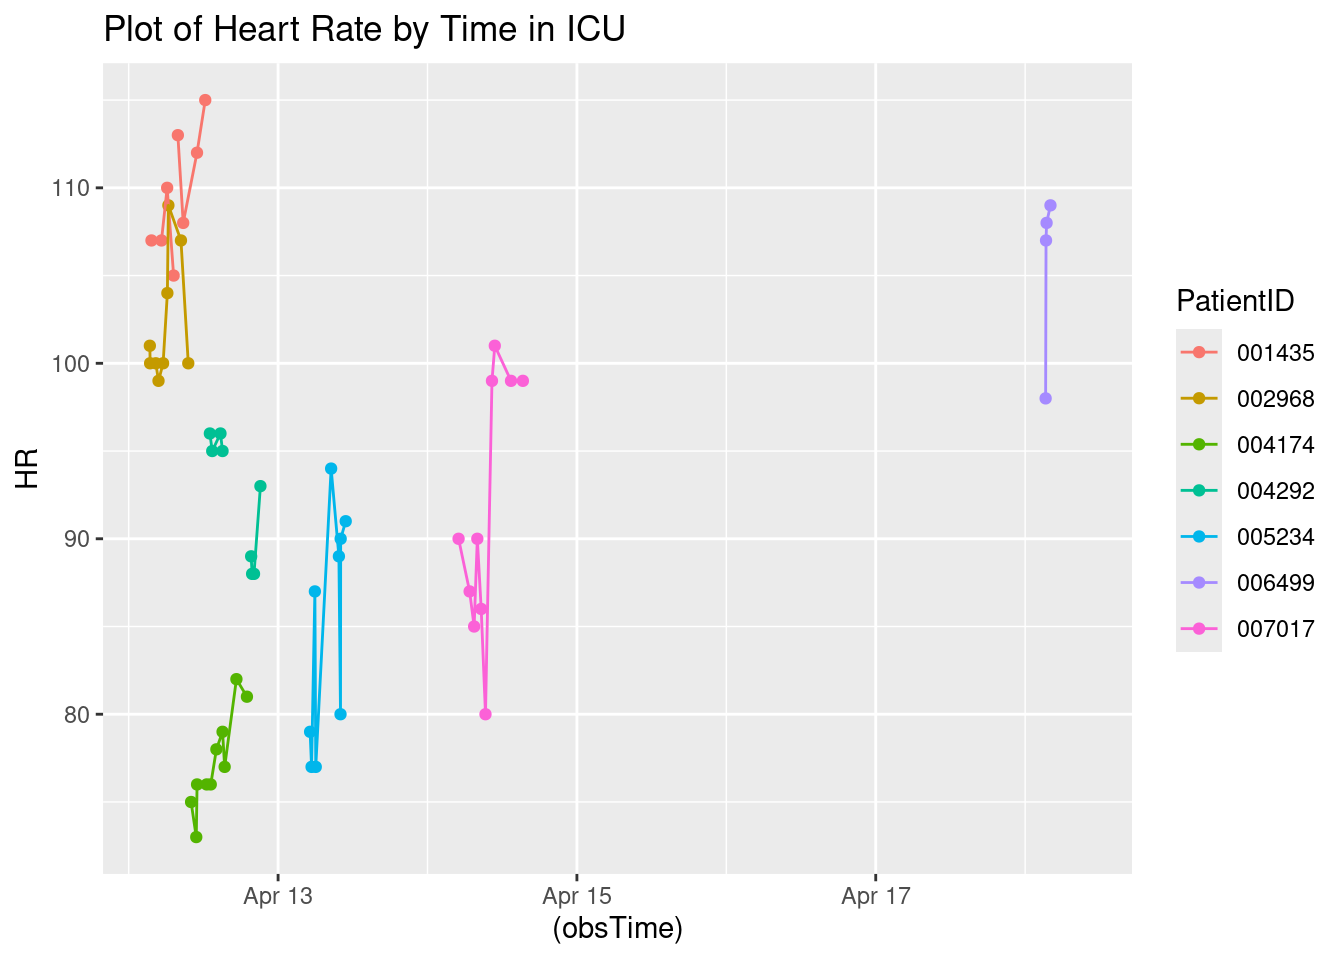 Plot of Heart Rate by Time in ICU
HR
110
100
90
80
Apr 13
Apr 15
Apr 17
(obsTime)
PatientID
001435
002968
004174
004292
005234
006499
007017